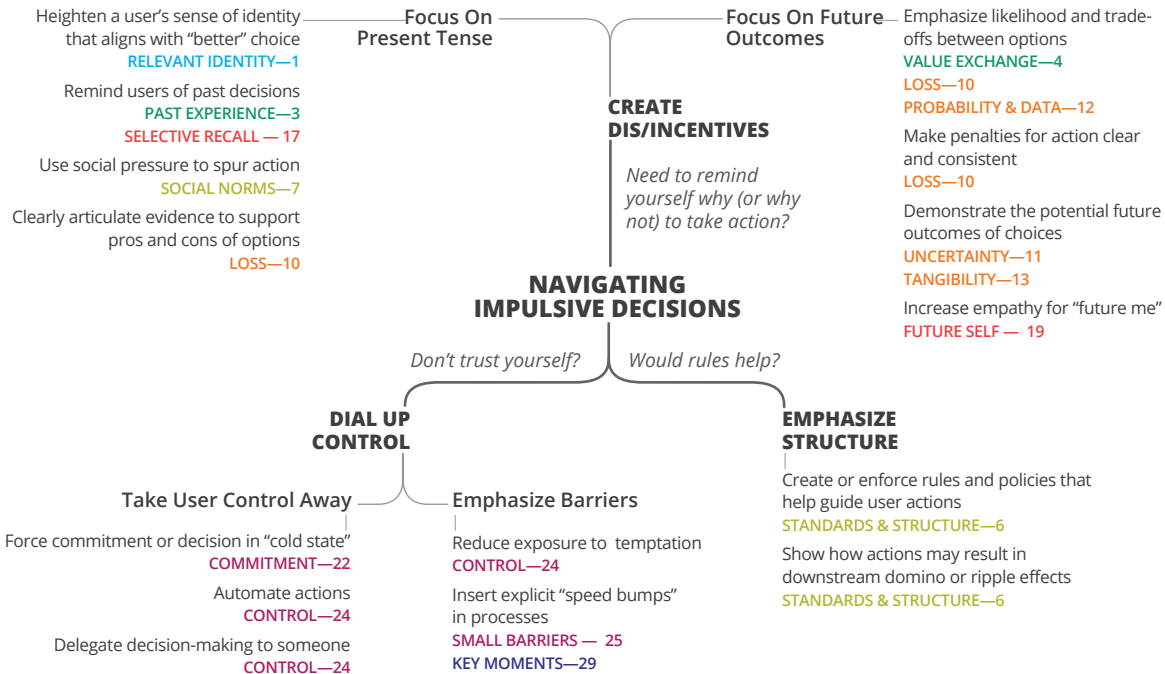 Focus On
Present Tense
Heighten a user’s sense of identity
that aligns with “better” choice
RELEVANT IDENTITY—1
Remind users of past decisions
PAST EXPERIENCE—3
SELECTIVE RECALL — 17
Use social pressure to spur action
SOCIAL NORMS—7
Clearly articulate evidence to support
pros and cons of options
LOSS—10
Focus On Future
Outcomes
Emphasize likelihood and trade-
offs between options
VALUE EXCHANGE—4
LOSS—10
PROBABILITY & DATA—12
Make penalties for action clear
and consistent
LOSS—10
Demonstrate the potential future
outcomes of choices
UNCERTAINTY—11
TANGIBILITY—13
Increase empathy for “future me”
FUTURE SELF — 19
CREATE
DIS/INCENTIVES
Need to remind
yourself why (or why
not) to take action?
NAVIGATING
IMPULSIVE DECISIONS
Don’t trust yourself?
Would rules help?
DIAL UP
CONTROL
Take User Control Away
Force commitment or decision in “cold state”
COMMITMENT—22
Automate actions
CONTROL—24
Delegate decision-making to someone
CONTROL—24
Emphasize Barriers
Reduce exposure to temptation
CONTROL—24
Insert explicit “speed bumps”
in processes
SMALL BARRIERS — 25
KEY MOMENTS—29
EMPHASIZE
STRUCTURE
Create or enforce rules and policies that
help guide user actions
STANDARDS & STRUCTURE—6
Show how actions may result in
downstream domino or ripple effects
STANDARDS & STRUCTURE—6